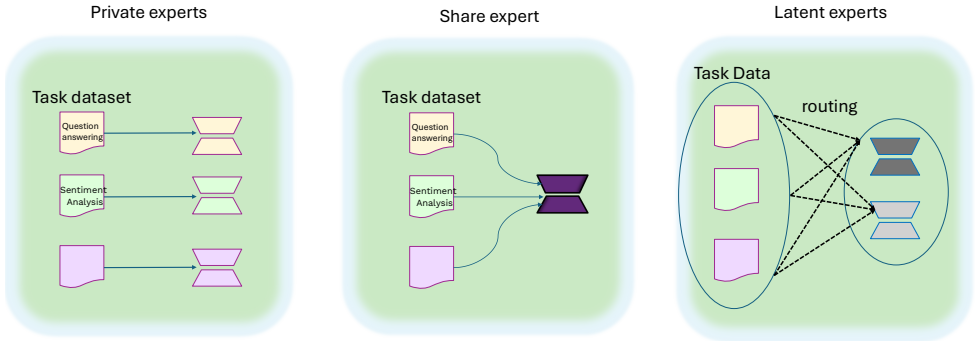 Private experts
Share expert
Latent experts
Task dataset
Question
answering
Sentiment
Analysis
Task dataset
Question
answering
Sentiment
Analysis
Task Data
routing